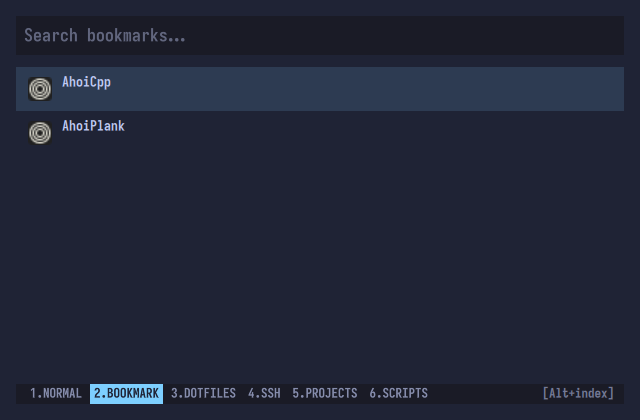 Search bookmarks...
AhoiCpp
AhoiPlank
1.NORMAL 2.BOOKMARK 3.DOTFILES 4.SSH 5.PROJECTS 6.SCRIPTS [Alt+index]